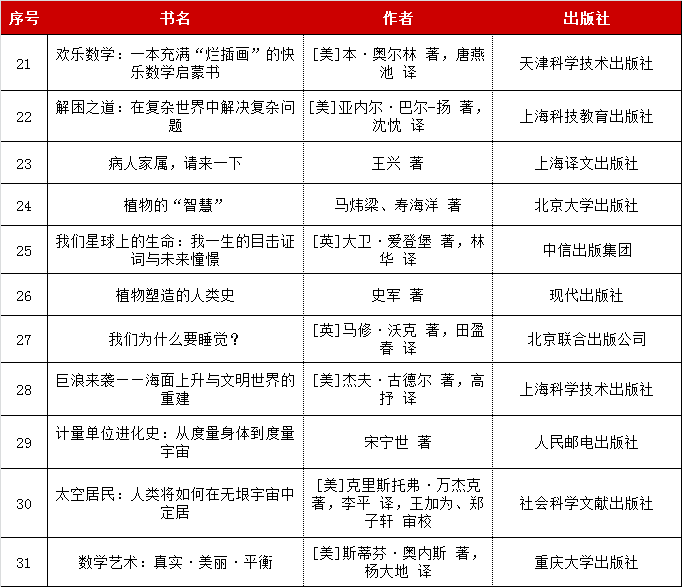 序号 书名 作者 出版社
21 欢乐数学：一本充满“烂插画”的快 [美]本·奥尔林 著，唐燕 天津科学技术出版社
乐数学启蒙书 池 译
22 解困之道：在复杂世界中解决复杂问 [美]亚内尔·巴尔-扬 著， 上海科技教育出版社
题 沈忱 译
23 病人家属，请来一下 王兴 著 上海译文出版社
24 植物的“智慧” 马炜梁、寿海洋 著 北京大学出版社
25 我们星球上的生命：我一生的目击证 [英]大卫·爱登堡 著，林 中信出版集团
词与未来憧憬 华 译
26 植物塑造的人类史 史军 著 现代出版社
27 我们为什么要睡觉？ [英]马修·沃克 著，田盈 北京联合出版公司
春 译
28 巨浪来袭——海面上升与文明世界的 [美]杰夫·古德尔 著，高 上海科学技术出版社
重建 抒 译
29 计量单位进化史：从度量身体到度量 宋宁世 著 人民邮电出版社
宇宙
30 太空居民：人类将如何在无垠宇宙中 [美]克里斯托弗·万杰克 社会科学文献出版社
定居 著，李平 译，王加为、郑
子轩 审校
31 数学艺术：真实·美丽·平衡 [美]斯蒂芬·奥内斯 著， 重庆大学出版社
杨大地 译